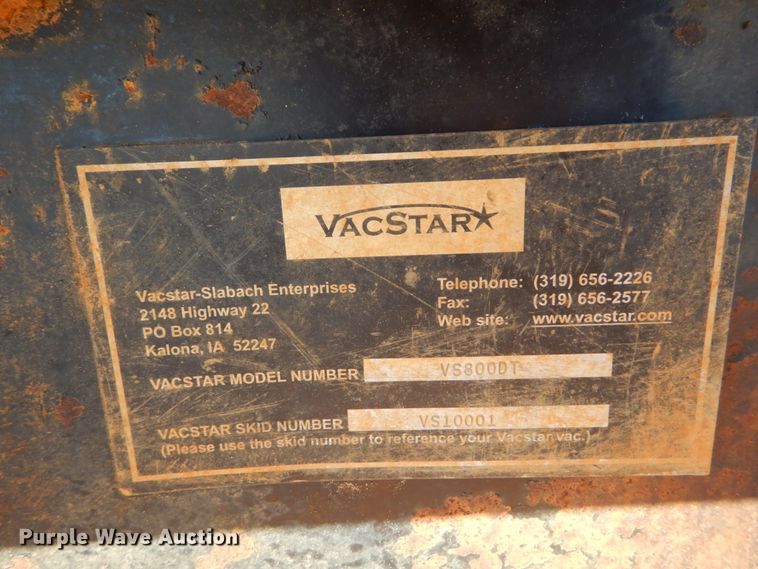 VACSTAR
Vacstar-Slabach Enterprises
2148 Highway 22
PO Box 814
Kalona, IA 52247
Telephone: (319) 656-2226
Fax: (319) 656-2577
Web site: www.vacstar.com
VACSTAR MODEL NUMBER VS800DT
VACSTAR SKID NUMBER VS10001
(Please use the skid number to reference your Vacstar vac.)
Purple Wave Auction